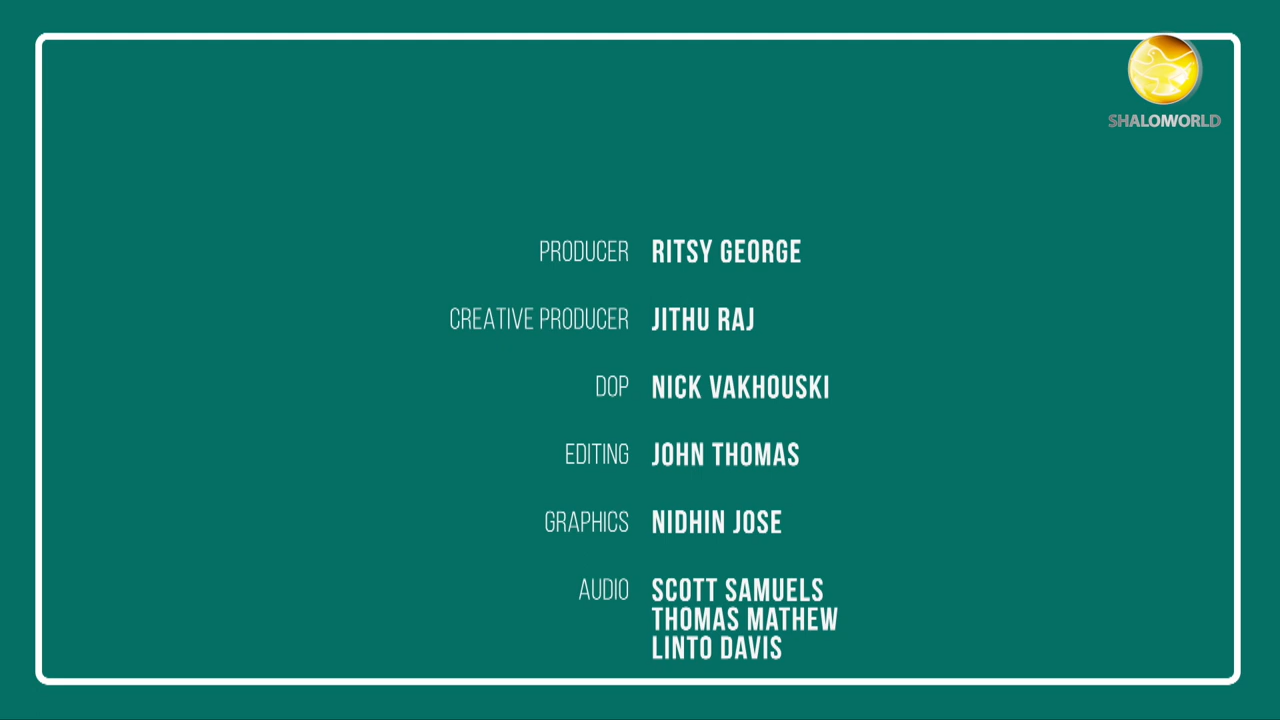 SHALOMWORLD
PRODUCER RITSY GEORGE
CREATIVE PRODUCER JITHU RAJ
DOP NICK VAKHOUSKI
EDITING JOHN THOMAS
GRAPHICS NIDHIN JOSE
AUDIO SCOTT SAMUELS
THOMAS MATHEW
LINTO DAVIS